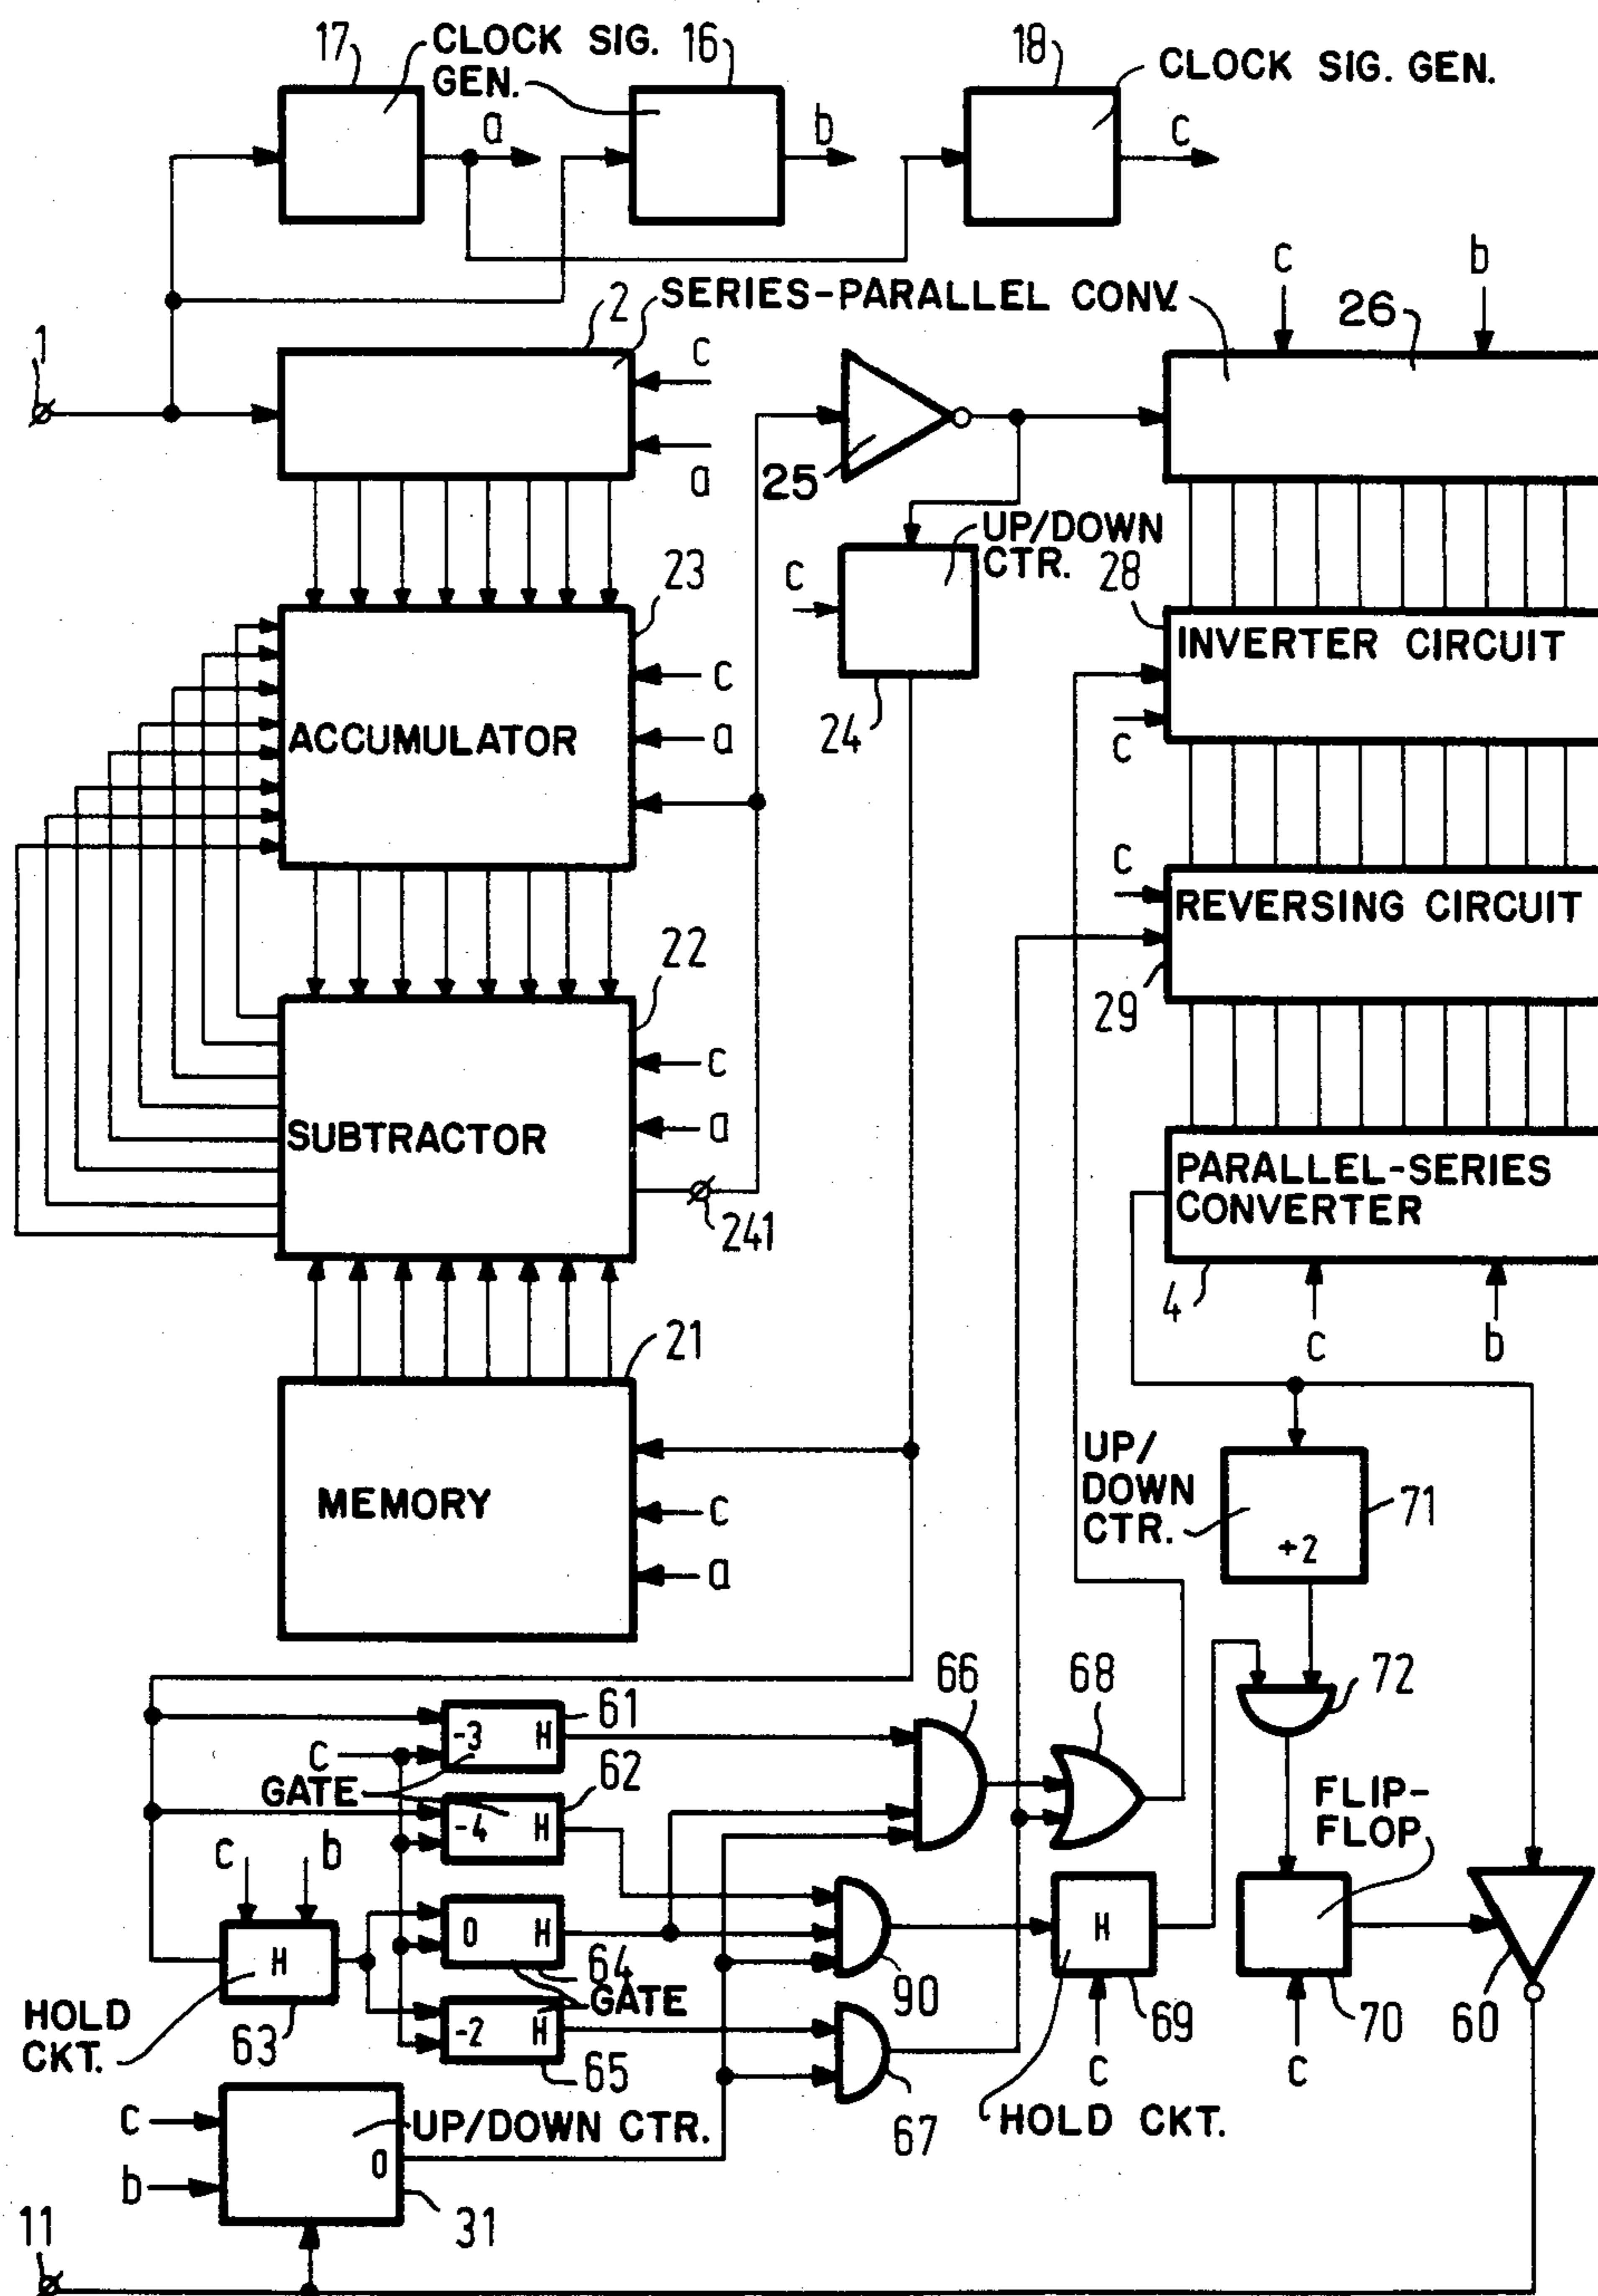 17 CLOCK SIG. 16 18 CLOCK SIG. GEN.
GEN.
a b c
c b
2 SERIES-PARALLEL CONV. 26
1 c
a 25
UP/DOWN
CTR.
23 c 28
INVERTER CIRCUIT
c
ACCUMULATOR a 24 c
c
REVERSING CIRCUIT
22 29
c
SUBTRACTOR a
PARALLEL-SERIES
CONVERTER
241 4
c b
21
MEMORY c
a
UP/
DOWN
CTR.
71
+2
66 68 72
-3 H 61
c
GATE 62
-4 H
FLIP-
FLOP
c b
0 H H
H 64 90
GATE 69 70 60
HOLD
CKT.
63
-2 H
65 c c
67 HOLD CKT.
c UP/DOWN CTR.
0
b
11 31